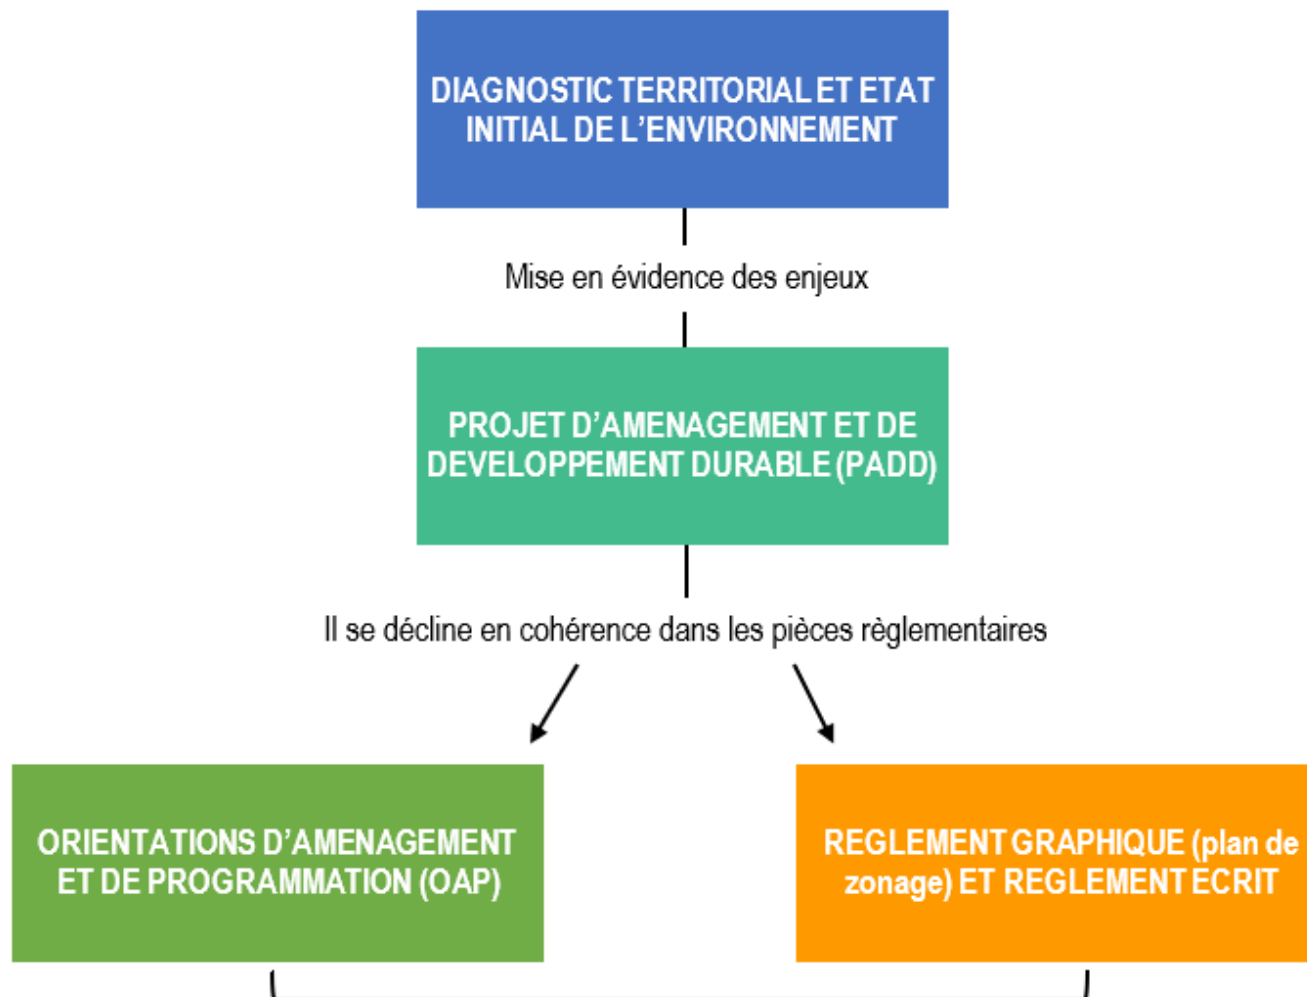 DIAGNOSTIC TERRITORIAL ET ETAT
INITIAL DE L’ENVIRONNEMENT
Mise en évidence des enjeux
PROJET D’AMENAGEMENT ET DE
DEVELOPPEMENT DURABLE (PADD)
Il se décline en cohérence dans les pièces règlementaires
ORIENTATIONS D’AMENAGEMENT
ET DE PROGRAMMATION (OAP)
REGLEMENT GRAPHIQUE (plan de
zonage) ET REGLEMENT ECRIT